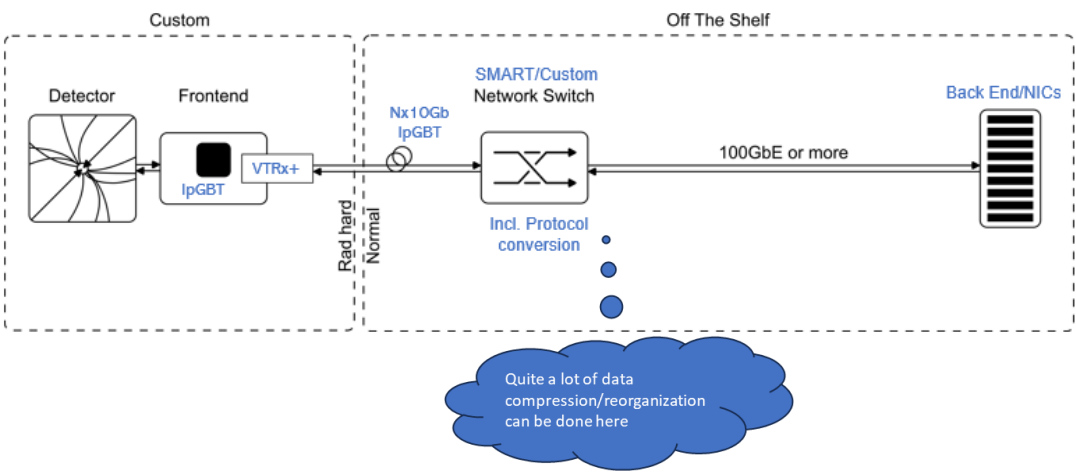 Custom
Off The Shelf
Detector
Frontend
lpGBT
VTRx+
Rad hard
Normal
Nx10Gb
lpGBT
SMART/Custom
Network Switch
Incl. Protocol
conversion
100GbE or more
Back End/NICs
Quite a lot of data
compression/reorganization
can be done here